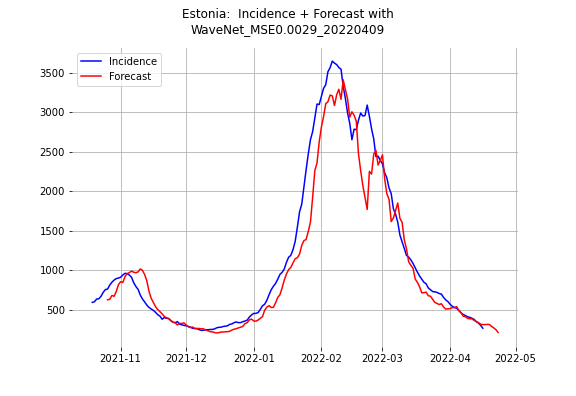 Estonia:  Incidence + Forecast with
WaveNet_MSE0.0029_20220409
Incidence
Forecast
3500
3000
2500
2000
1500
1000
500
2021-11 2021-12 2022-01 2022-02 2022-03 2022-04 2022-05